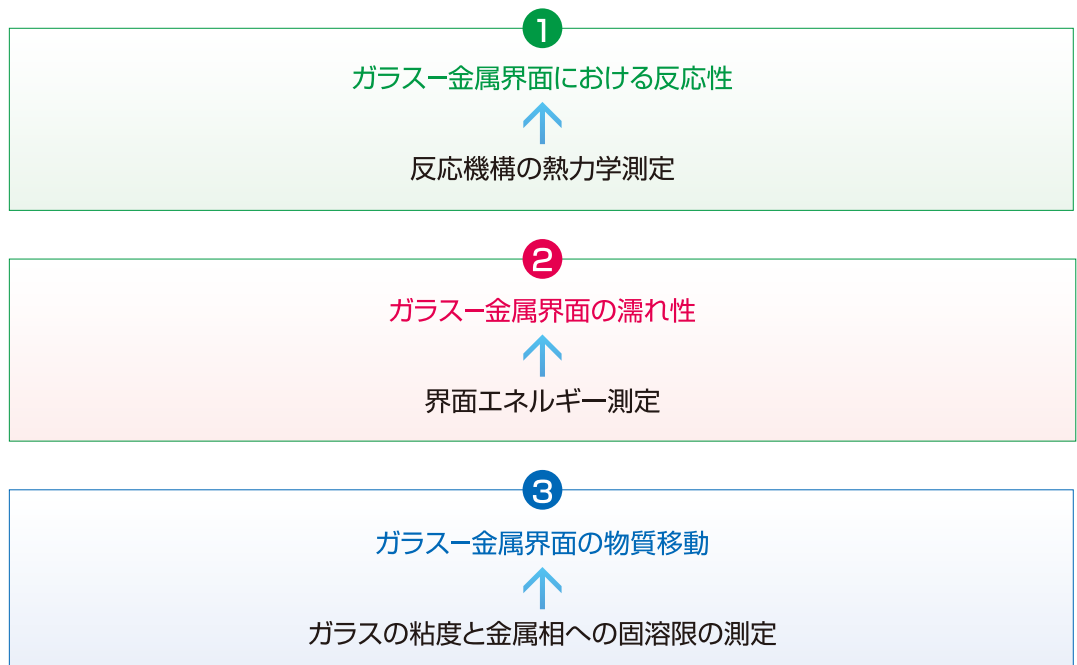 1
ガラスー金属界面における反応性
反応機構の熱力学測定
2
ガラスー金属界面の濡れ性
界面エネルギー測定
3
ガラスー金属界面の物質移動
ガラスの粘度と金属相への固溶限の測定